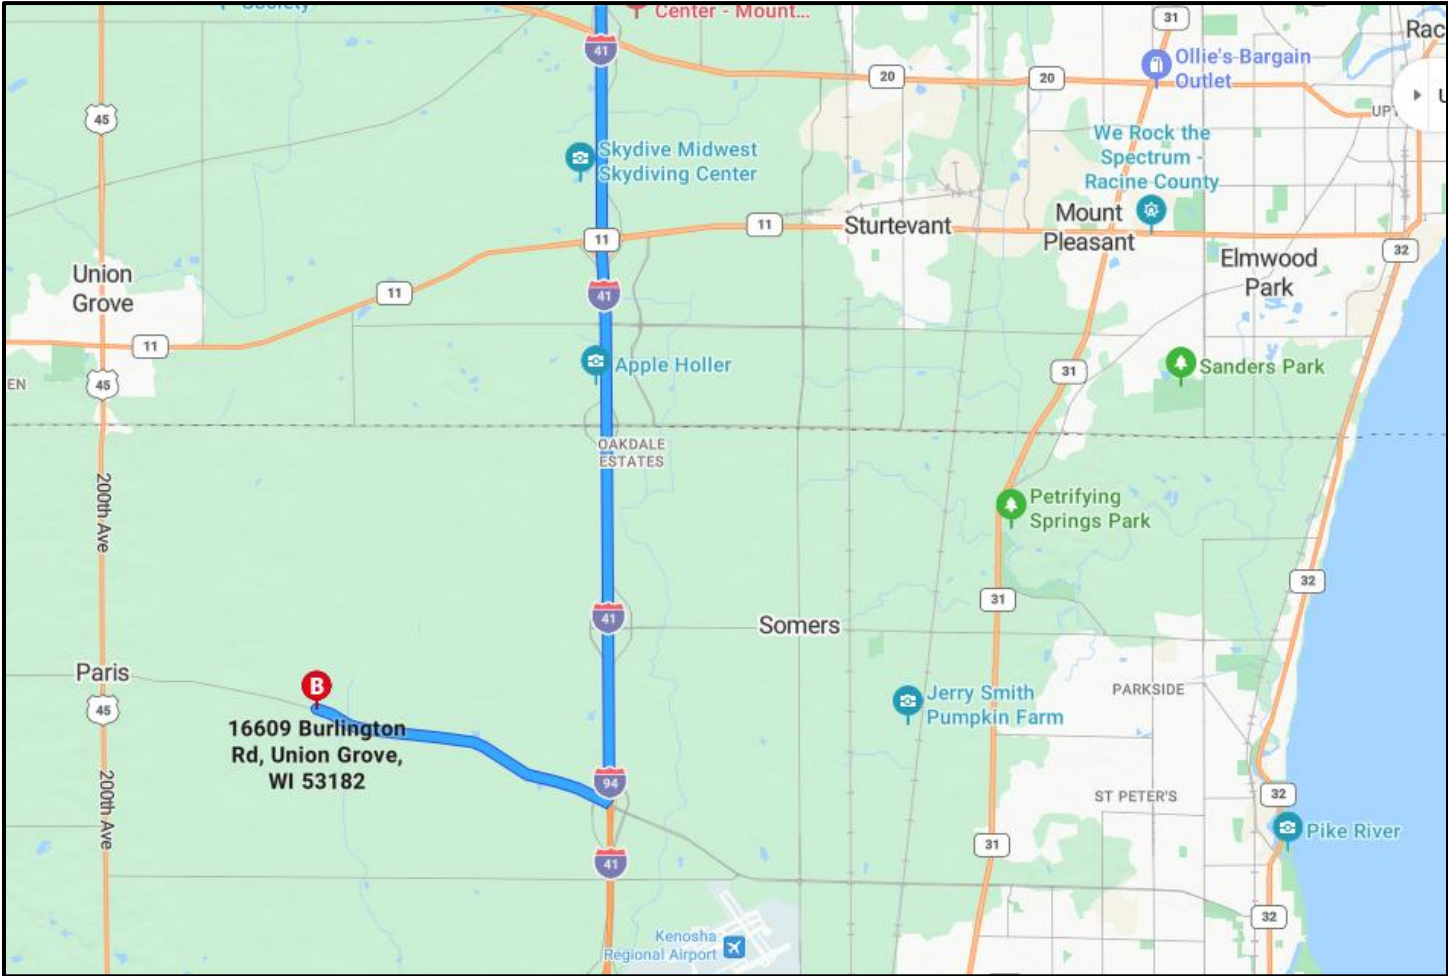 Society
Center - Mount...
41
31
Rac
Ollie's Bargain
Outlet
20
20
45
UPT
U
Skydive Midwest
Skydiving Center
We Rock the
Spectrum -
Racine County
11
11
Sturtevant
Mount
Pleasant
32
Elmwood
Park
Union
Grove
11
41
11
45
EN
Apple Holler
31
Sanders Park
OAKDALE
ESTATES
200th Ave
Petrifying
Springs Park
32
31
41
Somers
Paris
B
45
16609 Burlington
Rd, Union Grove,
WI 53182
Jerry Smith
Pumpkin Farm
PARKSIDE
94
200th Ave
ST PETER'S
32
Pike River
31
41
32
Kenosha
Regional Airport